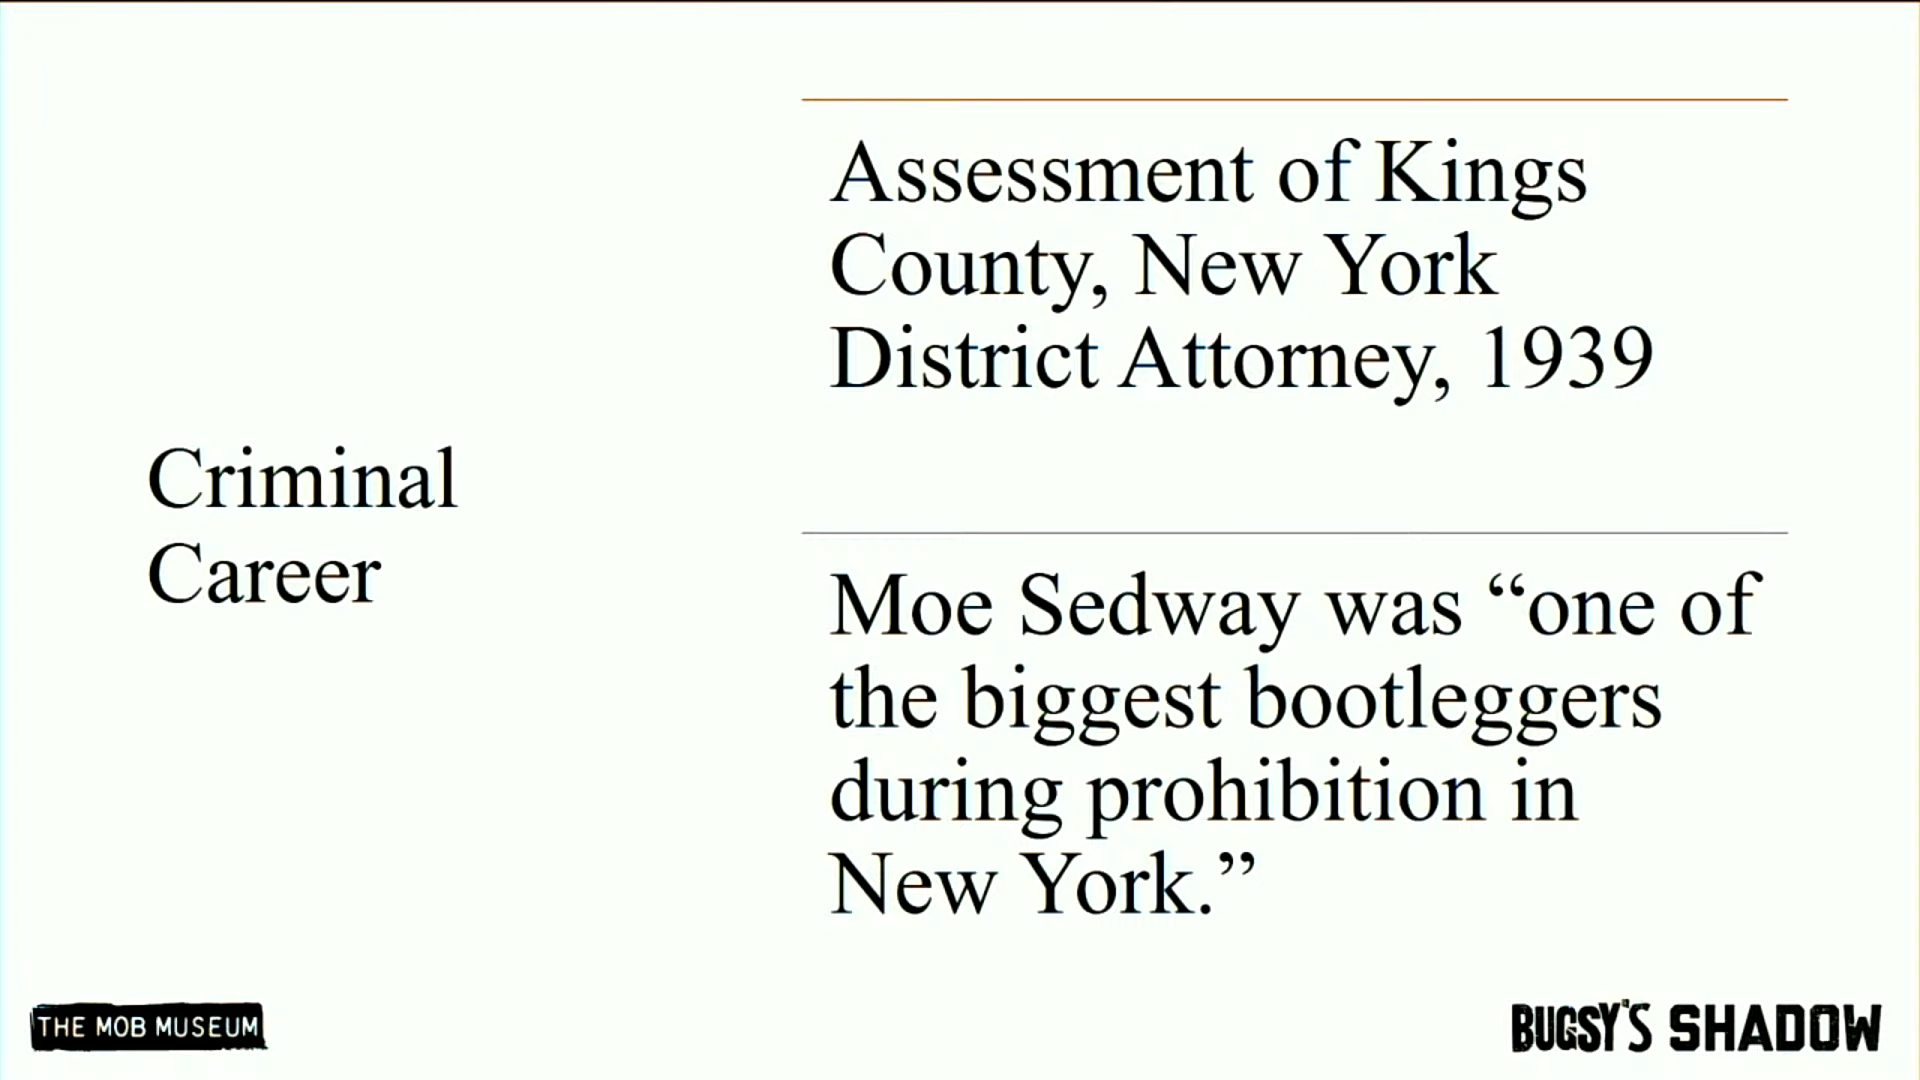 Criminal
Career
Assessment of Kings
County, New York
District Attorney, 1939
Moe Sedway was “one of
the biggest bootleggers
during prohibition in
New York.”
THE MOB MUSEUM
BUGSY'S SHADOW